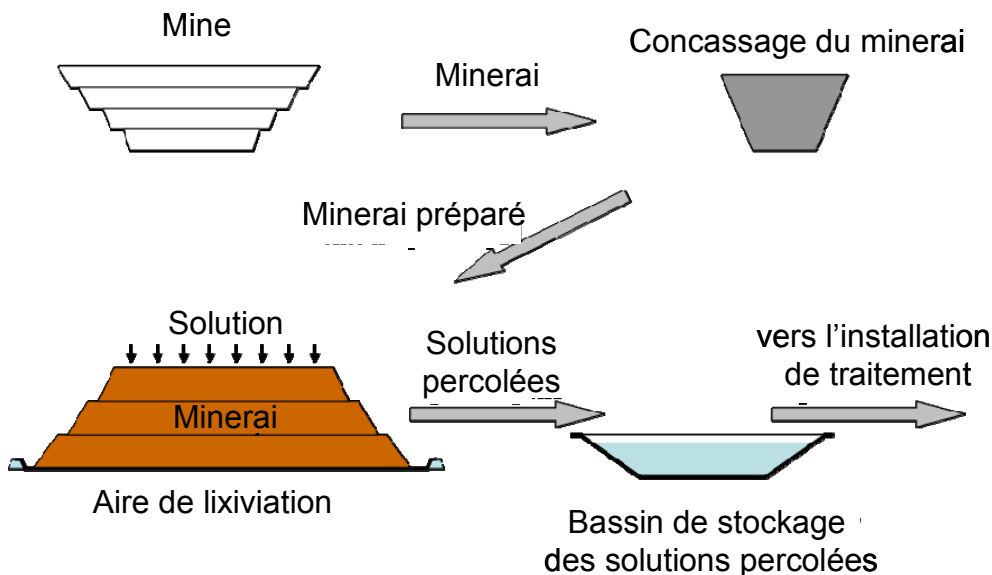 Mine
Concassage du minerai
Minerai
Minerai préparé
Solution
Minerai
Aire de lixiviation
Solutions
percolées
vers l'installation
de traitement
Bassin de stockage
des solutions percolées